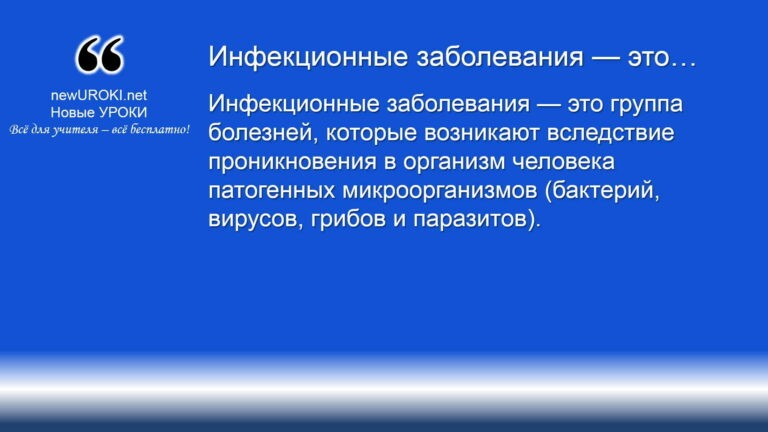 “
newUROKI.net
Новые УРОКИ
Всё для учителя – всё бесплатно!
Инфекционные заболевания — это…
Инфекционные заболевания — это группа
болезней, которые возникают вследствие
проникновения в организм человека
патогенных микроорганизмов (бактерий,
вирусов, грибов и паразитов).